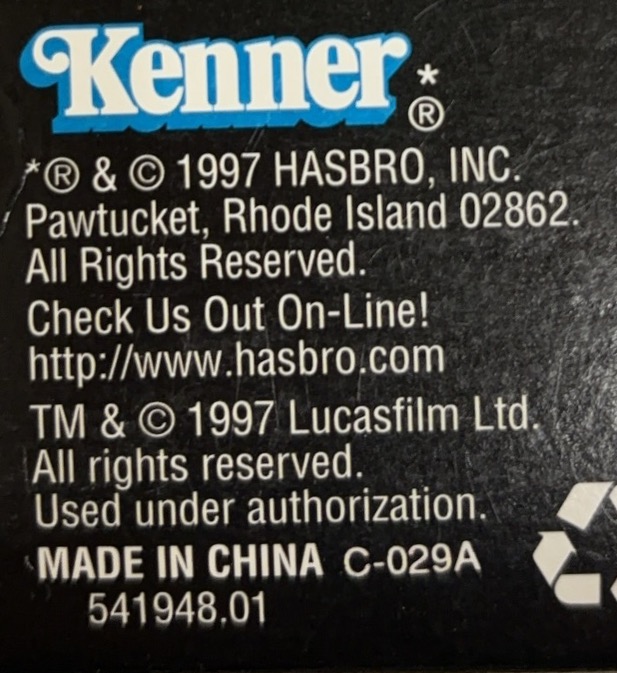 Kenner*®
*® & © 1997 HASBRO, INC.
Pawtucket, Rhode Island 02862.
All Rights Reserved.
Check Us Out On-Line!
http://www.hasbro.com
TM & © 1997 Lucasfilm Ltd.
All rights reserved.
Used under authorization.
MADE IN CHINA C-029A
541948.01